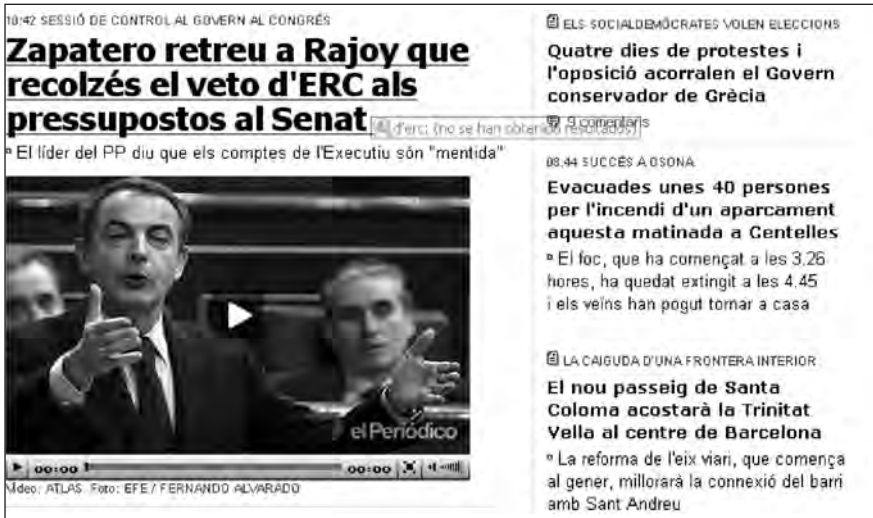 10:42 SESSIÓ DE CONTROL AL GOVERN AL CONGRÉS
Zapatero retreu a Rajoy que
recolzés el veto d'ERC als
pressupostos al Senat
d'erc: (no se han obtenido resultados)
▫ El líder del PP diu que els comptes de l'Executiu són "mentida"
el Periódico
00:00 00:00
Vídeo: ATLAS Foto: EFE / FERNANDO ALVARADO
ELS SOCIALDEMÒCRATES VOLEN ELECCIONS
Quatre dies de protestes i
l'oposició acorralen el Govern
conservador de Grècia
9 comentaris
08:44 SUCCÉS A OSONA
Evacuades unes 40 persones
per l'incendi d'un aparcament
aquesta matinada a Centelles
▫ El foc, que ha començat a les 3.26
hores, ha quedat extingit a les 4.45
i els veïns han pogut tornar a casa
LA CAIGUDA D'UNA FRONTERA INTERIOR
El nou passeig de Santa
Coloma acostarà la Trinitat
Vella al centre de Barcelona
▫ La reforma de l'eix viari, que comença
al gener, millorarà la connexió del barri
amb Sant Andreu